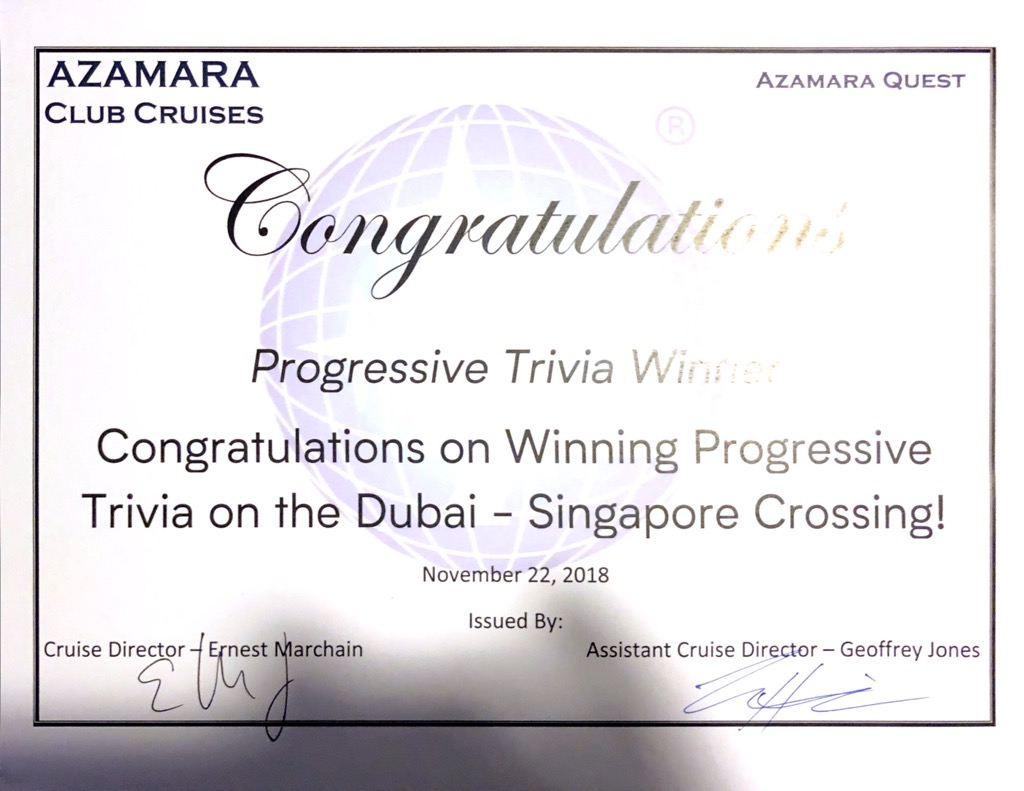 AZAMARA
CLUB CRUISES
AZAMARA QUEST
®
Congratulations
Progressive Trivia Winner
Congratulations on Winning Progressive
Trivia on the Dubai – Singapore Crossing!
November 22, 2018
Issued By:
Cruise Director – Ernest Marchain
Assistant Cruise Director – Geoffrey Jones